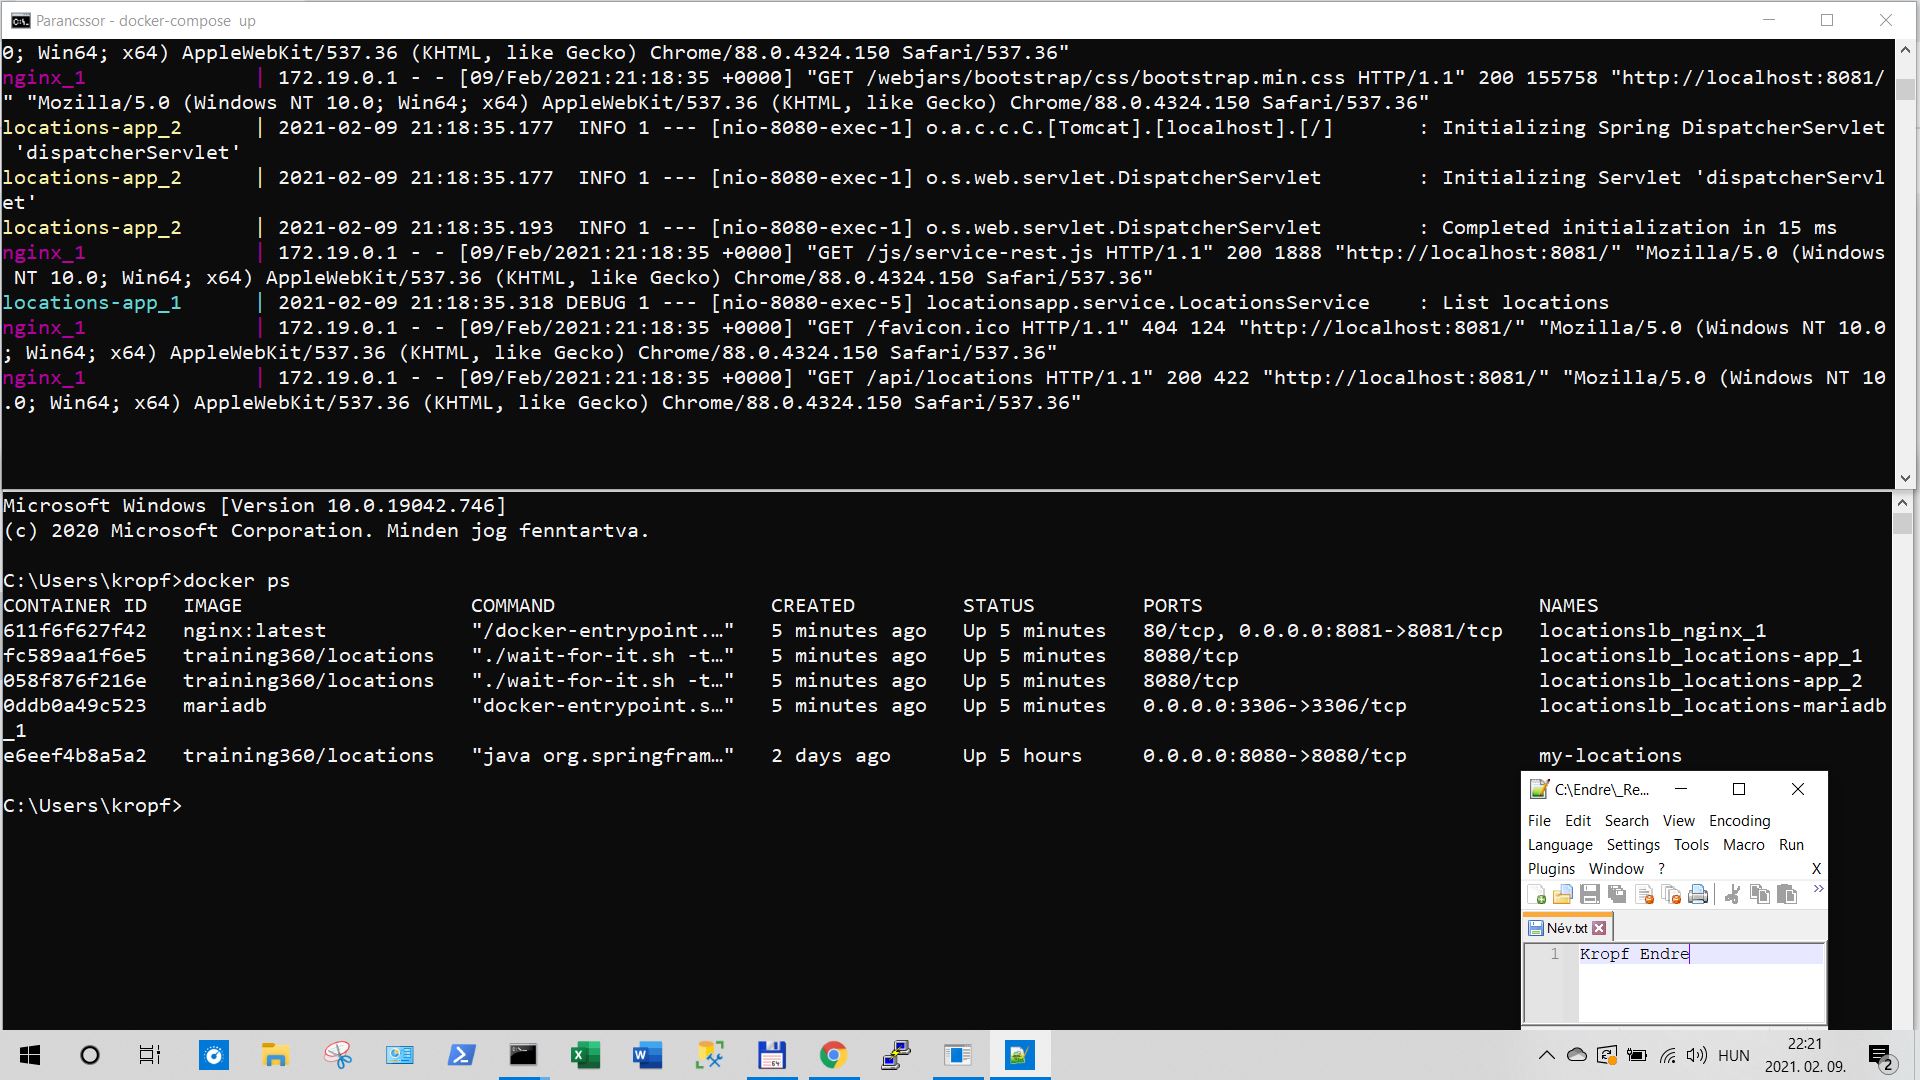 Parancssor - docker-compose  up
0; Win64; x64) AppleWebKit/537.36 (KHTML, like Gecko) Chrome/88.0.4324.150 Safari/537.36"
nginx_1              | 172.19.0.1 - - [09/Feb/2021:21:18:35 +0000] "GET /webjars/bootstrap/css/bootstrap.min.css HTTP/1.1" 200 155758 "http://localhost:8081/
" "Mozilla/5.0 (Windows NT 10.0; Win64; x64) AppleWebKit/537.36 (KHTML, like Gecko) Chrome/88.0.4324.150 Safari/537.36"
locations-app_2      | 2021-02-09 21:18:35.177  INFO 1 --- [nio-8080-exec-1] o.a.c.c.C.[Tomcat].[localhost].[/]       : Initializing Spring DispatcherServlet
 'dispatcherServlet'
locations-app_2      | 2021-02-09 21:18:35.177  INFO 1 --- [nio-8080-exec-1] o.s.web.servlet.DispatcherServlet        : Initializing Servlet 'dispatcherServl
et'
locations-app_2      | 2021-02-09 21:18:35.193  INFO 1 --- [nio-8080-exec-1] o.s.web.servlet.DispatcherServlet        : Completed initialization in 15 ms
nginx_1              | 172.19.0.1 - - [09/Feb/2021:21:18:35 +0000] "GET /js/service-rest.js HTTP/1.1" 200 1888 "http://localhost:8081/" "Mozilla/5.0 (Windows
 NT 10.0; Win64; x64) AppleWebKit/537.36 (KHTML, like Gecko) Chrome/88.0.4324.150 Safari/537.36"
locations-app_1      | 2021-02-09 21:18:35.318 DEBUG 1 --- [nio-8080-exec-5] locationsapp.service.LocationsService    : List locations
nginx_1              | 172.19.0.1 - - [09/Feb/2021:21:18:35 +0000] "GET /favicon.ico HTTP/1.1" 404 124 "http://localhost:8081/" "Mozilla/5.0 (Windows NT 10.0
; Win64; x64) AppleWebKit/537.36 (KHTML, like Gecko) Chrome/88.0.4324.150 Safari/537.36"
nginx_1              | 172.19.0.1 - - [09/Feb/2021:21:18:35 +0000] "GET /api/locations HTTP/1.1" 200 422 "http://localhost:8081/" "Mozilla/5.0 (Windows NT 10
.0; Win64; x64) AppleWebKit/537.36 (KHTML, like Gecko) Chrome/88.0.4324.150 Safari/537.36"
Microsoft Windows [Version 10.0.19042.746]
(c) 2020 Microsoft Corporation. Minden jog fenntartva.
C:\Users\kropf>docker ps
CONTAINER ID   IMAGE                   COMMAND                  CREATED         STATUS         PORTS                            NAMES
611f6f627f42   nginx:latest            "/docker-entrypoint.…"   5 minutes ago   Up 5 minutes   80/tcp, 0.0.0.0:8081->8081/tcp   locationslb_nginx_1
fc589aa1f6e5   training360/locations   "./wait-for-it.sh -t…"   5 minutes ago   Up 5 minutes   8080/tcp                         locationslb_locations-app_1
058f876f216e   training360/locations   "./wait-for-it.sh -t…"   5 minutes ago   Up 5 minutes   8080/tcp                         locationslb_locations-app_2
0ddb0a49c523   mariadb                 "docker-entrypoint.s…"   5 minutes ago   Up 5 minutes   0.0.0.0:3306->3306/tcp           locationslb_locations-mariadb
_1
e6eef4b8a5a2   training360/locations   "java org.springfram…"   2 days ago      Up 5 hours     0.0.0.0:8080->8080/tcp           my-locations
C:\Users\kropf>
C:\Endre\_Re...
File Edit Search View Encoding
Language Settings Tools Macro Run
Plugins Window ? X
Név.txt
1 Kropf Endre
HUN
22:21
2021. 02. 09.
2